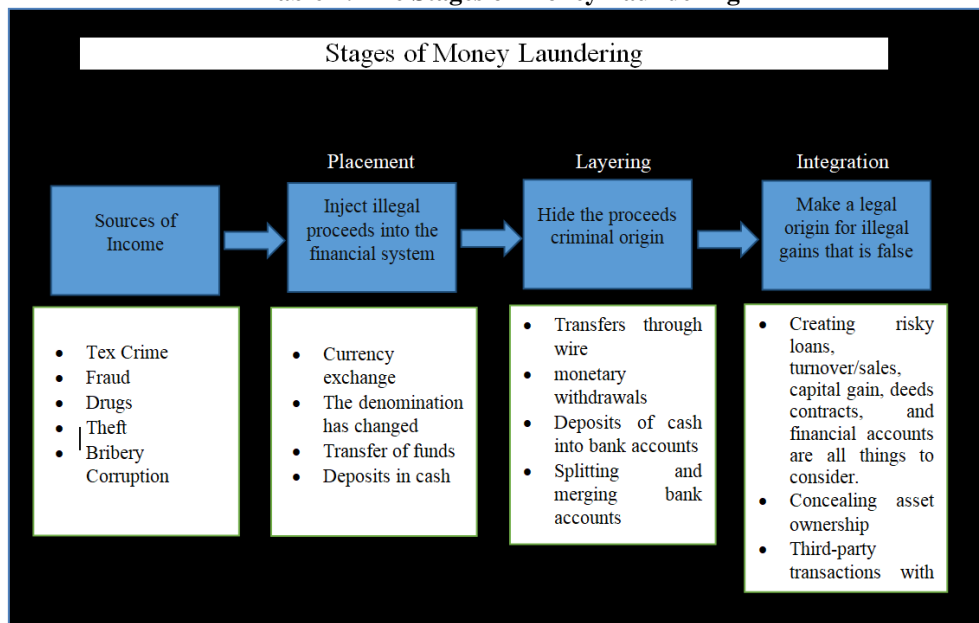 Stages of Money Laundering
Placement
Layering
Integration
Sources of
Income
Inject illegal
proceeds into the
financial system
Hide the proceeds
criminal origin
Make a legal
origin for illegal
gains that is false
• Tex Crime
• Fraud
• Drugs
• Theft
• Bribery
Corruption
• Currency
exchange
• The denomination
has changed
• Transfer of funds
• Deposits in cash
• Transfers through
wire
• monetary
withdrawals
• Deposits of cash
into bank accounts
• Splitting and
merging bank
accounts
• Creating risky
loans,
turnover/sales,
capital gain, deeds
contracts, and
financial accounts
are all things to
consider.
• Concealing asset
ownership
• Third-party
transactions with